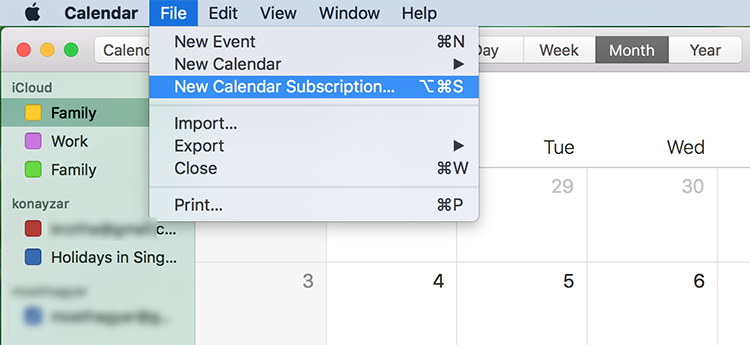 Calendar File Edit View Window Help
Day Week Month Year
New Event ⌘N
New Calendar ▶
New Calendar Subscription... ⌥⌘S
Import...
Export ▶
Close ⌘W
Print... ⌘P
iCloud
Family
Work
Family
konayzar
Holidays in Sing...
Tue Wed
29 30
3 4 5 6